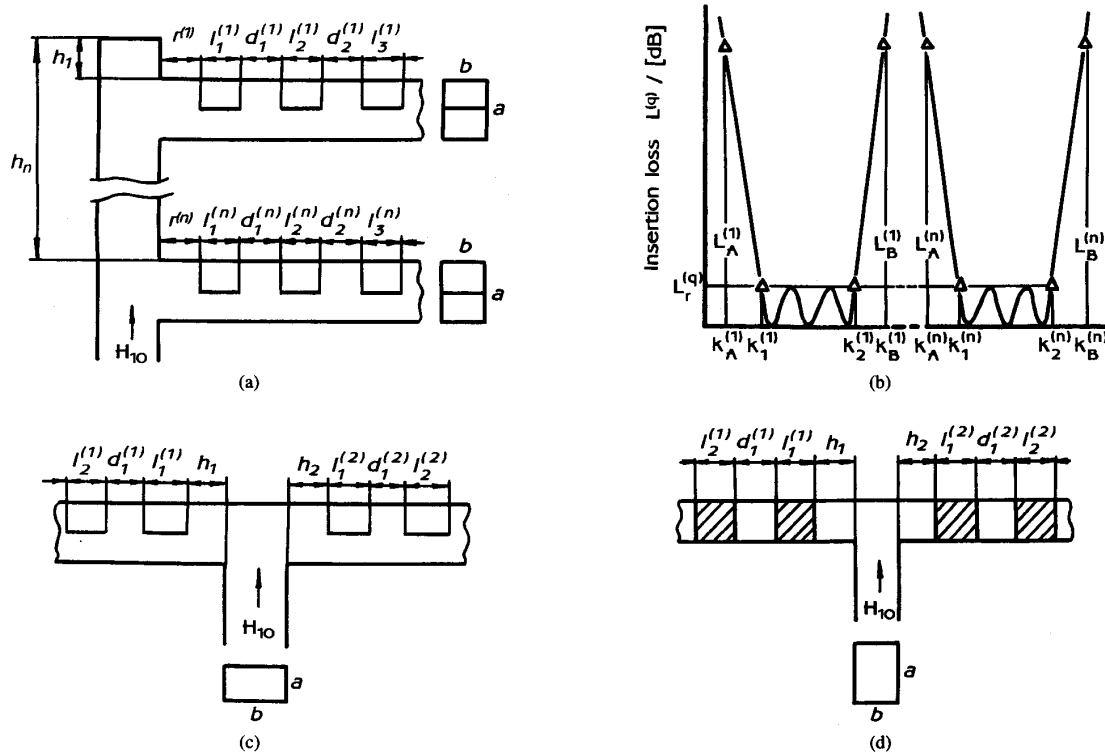 r⁽¹⁾ l₁⁽¹⁾ d₁⁽¹⁾ l₂⁽¹⁾ d₂⁽¹⁾ l₃⁽¹⁾
h₁
b
a
hₙ
r⁽ⁿ⁾ l₁⁽ⁿ⁾ d₁⁽ⁿ⁾ l₂⁽ⁿ⁾ d₂⁽ⁿ⁾ l₃⁽ⁿ⁾
b
a
H₁₀
(a)
Insertion loss L⁽q⁾ / [dB]
L_A⁽¹⁾ L_B⁽¹⁾ L_A⁽ⁿ⁾ L_B⁽ⁿ⁾
L_r⁽q⁾
k_A⁽¹⁾ k₁⁽¹⁾ k₂⁽¹⁾ k_B⁽¹⁾ k_A⁽ⁿ⁾ k₁⁽ⁿ⁾ k₂⁽ⁿ⁾ k_B⁽ⁿ⁾
(b)
l₂⁽¹⁾ d₁⁽¹⁾ l₁⁽¹⁾ h₁ h₂ l₁⁽²⁾ d₁⁽²⁾ l₂⁽²⁾
H₁₀
a
b
(c)
l₂⁽¹⁾ d₁⁽¹⁾ l₁⁽¹⁾ h₁ h₂ l₁⁽²⁾ d₁⁽²⁾ l₂⁽²⁾
H₁₀
a
b
(d)